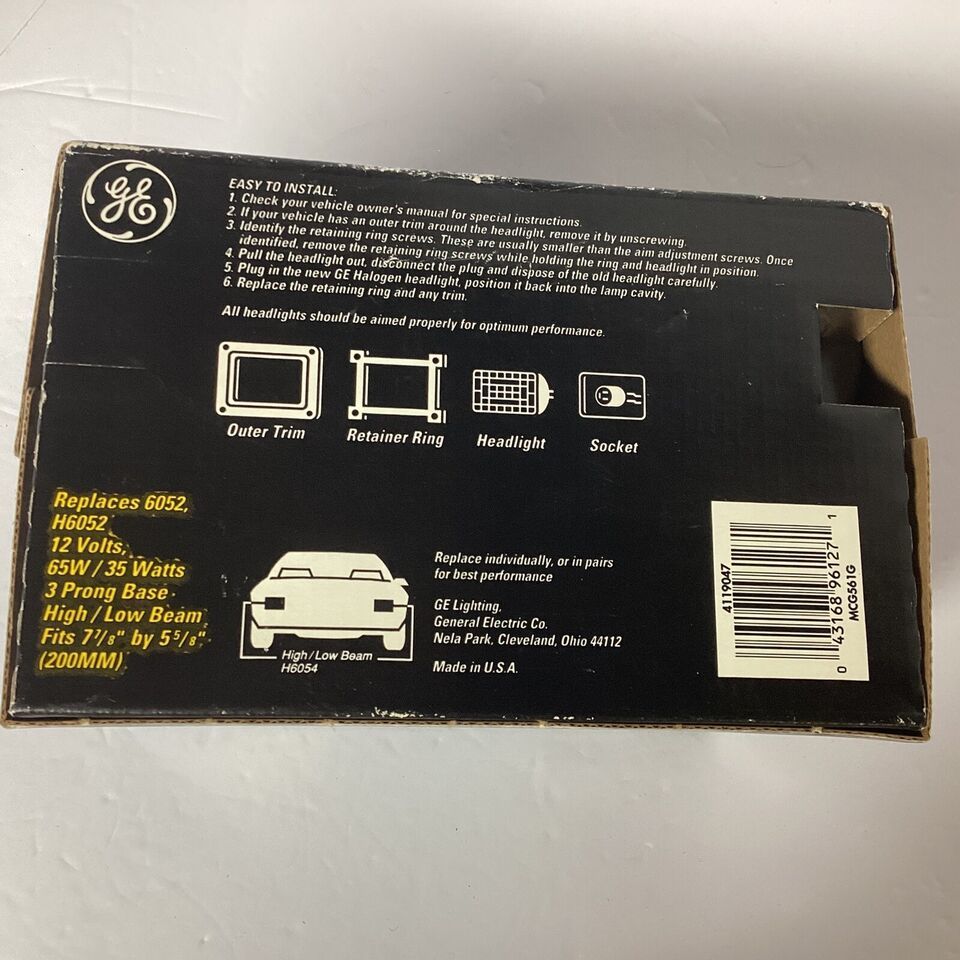 GE
EASY TO INSTALL:
1. Check your vehicle owner's manual for special instructions.
2. If your vehicle has an outer trim around the headlight, remove it by unscrewing.
3. Identify the retaining ring screws. These are usually smaller than the aim adjustment screws. Once
identified, remove the retaining ring screws while holding the ring and headlight in position.
4. Pull the headlight out, disconnect the plug and dispose of the old headlight carefully.
5. Plug in the new GE Halogen headlight, position it back into the lamp cavity.
6. Replace the retaining ring and any trim.
All headlights should be aimed properly for optimum performance.
Outer Trim
Retainer Ring
Headlight
Socket
Replaces 6052,
H6052
12 Volts,
65W / 35 Watts
3 Prong Base
High / Low Beam
Fits 7 7/8" by 5 5/8"
(200MM)
High / Low Beam
H6054
Replace individually, or in pairs
for best performance
GE Lighting,
General Electric Co.
Nela Park, Cleveland, Ohio 44112
Made in U.S.A.
4119047
0 43168 96127 1
MCG561G